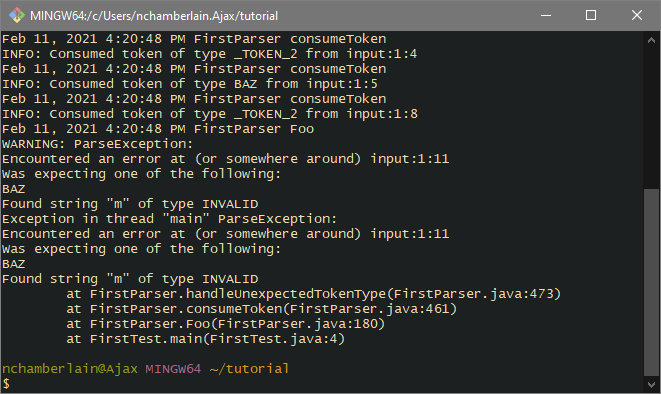 MINGW64:/c/Users/nchamberlain.Ajax/tutorial
Feb 11, 2021 4:20:48 PM FirstParser consumeToken
INFO: Consumed token of type _TOKEN_2 from input:1:4
Feb 11, 2021 4:20:48 PM FirstParser consumeToken
INFO: Consumed token of type BAZ from input:1:5
Feb 11, 2021 4:20:48 PM FirstParser consumeToken
INFO: Consumed token of type _TOKEN_2 from input:1:8
Feb 11, 2021 4:20:48 PM FirstParser Foo
WARNING: ParseException:
Encountered an error at (or somewhere around) input:1:11
Was expecting one of the following:
BAZ
Found string "m" of type INVALID
Exception in thread "main" ParseException:
Encountered an error at (or somewhere around) input:1:11
Was expecting one of the following:
BAZ
Found string "m" of type INVALID
at FirstParser.handleUnexpectedTokenType(FirstParser.java:473)
at FirstParser.consumeToken(FirstParser.java:461)
at FirstParser.Foo(FirstParser.java:180)
at FirstTest.main(FirstTest.java:4)
nchamberlain@Ajax MINGW64 ~/tutorial
$